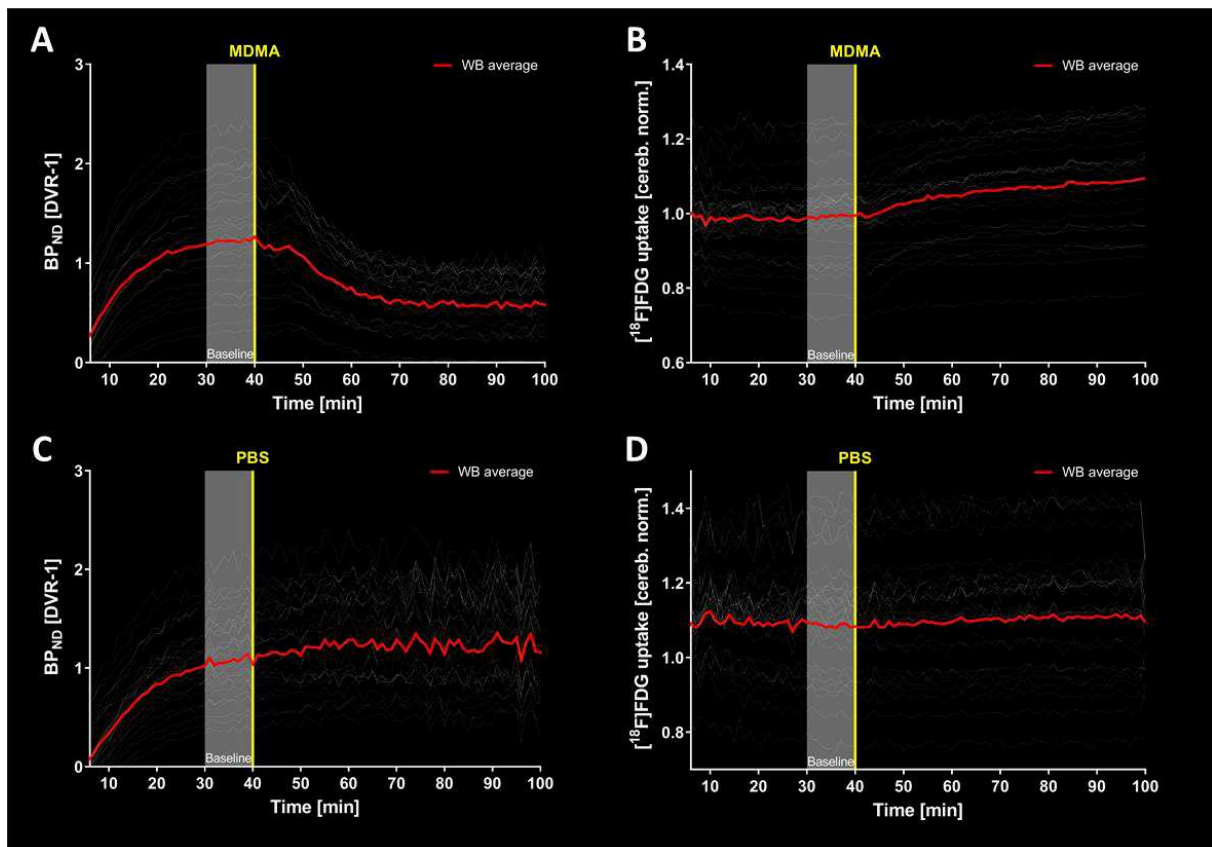 A
MDMA
WB average
3
2
1
0
BP_ND [DVR-1]
Baseline
10 20 30 40 50 60 70 80 90 100
Time [min]
B
MDMA
WB average
1.4
1.2
1.0
0.8
0.6
[¹⁸F]FDG uptake [cereb. norm.]
Baseline
10 20 30 40 50 60 70 80 90 100
Time [min]
C
PBS
WB average
3
2
1
0
BP_ND [DVR-1]
Baseline
10 20 30 40 50 60 70 80 90 100
Time [min]
D
PBS
WB average
1.4
1.2
1.0
0.8
[¹⁸F]FDG uptake [cereb. norm.]
Baseline
10 20 30 40 50 60 70 80 90 100
Time [min]